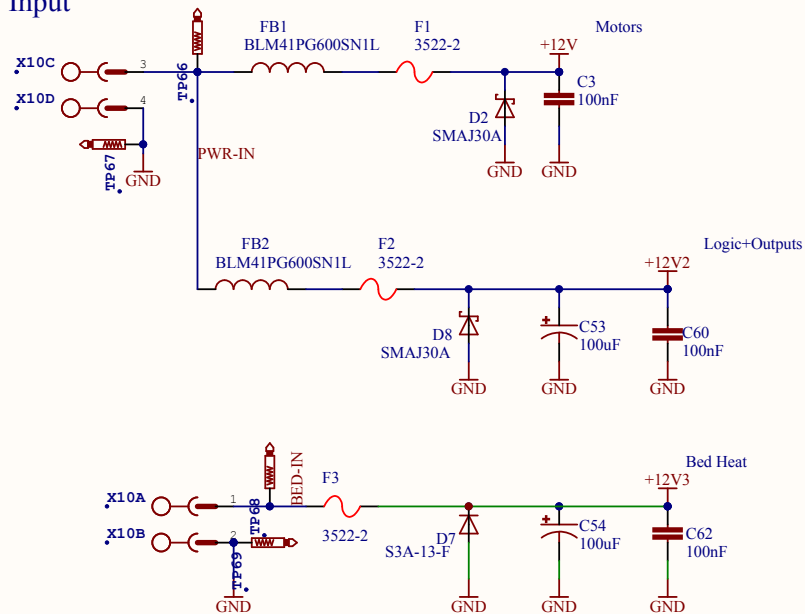 Input
FB1
BLM41PG600SN1L
F1
3522-2
Motors
+12V
X10C
3
TP66
C3
100nF
X10D
4
D2
SMAJ30A
TP67
GND
PWR-IN
GND
GND
FB2
BLM41PG600SN1L
F2
3522-2
Logic+Outputs
+12V2
D8
SMAJ30A
C53
100uF
C60
100nF
GND
GND
GND
Bed Heat
BED-IN
F3
3522-2
+12V3
X10A
1
TP68
X10B
2
TP69
D7
S3A-13-F
C54
100uF
C62
100nF
GND
GND
GND
GND